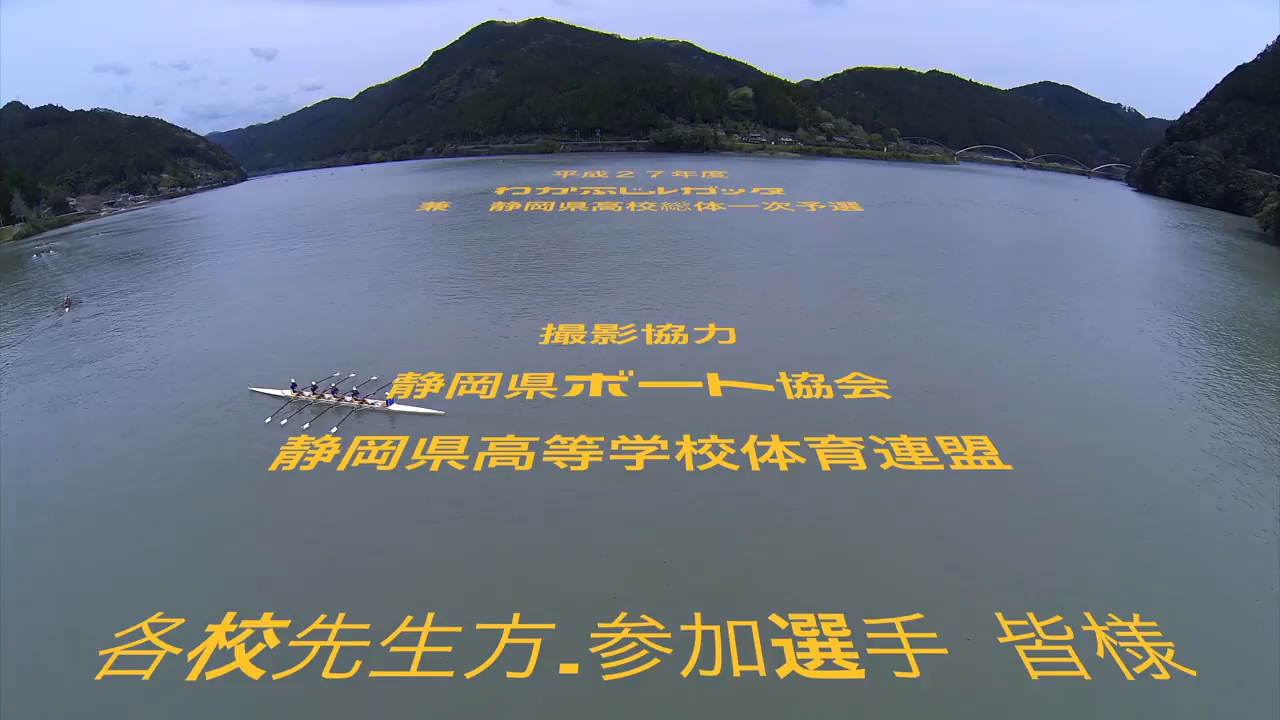 平成２７年度
わかふじレガッタ
兼　静岡県高校総体一次予選
撮影協力
静岡県ボート協会
静岡県高等学校体育連盟
各校先生方.参加選手　皆様